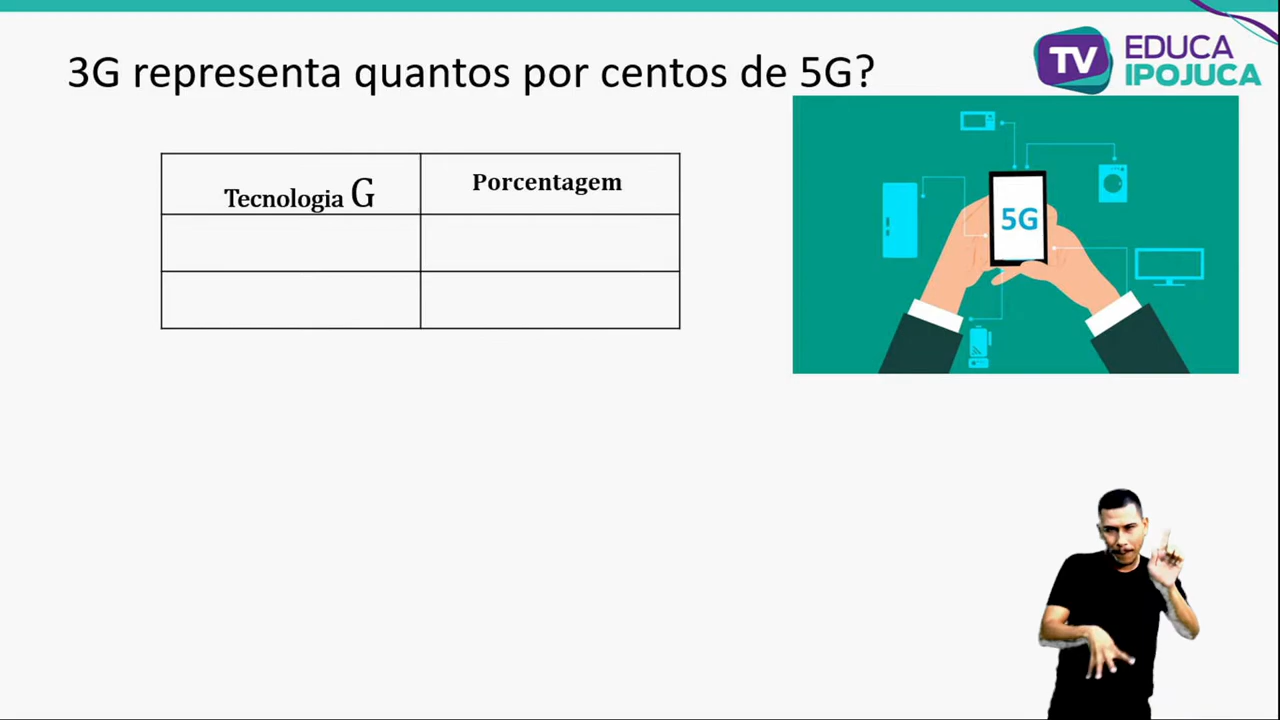 3G representa quantos por centos de 5G?
TV EDUCA
IPOJUCA
Tecnologia G
Porcentagem
5G